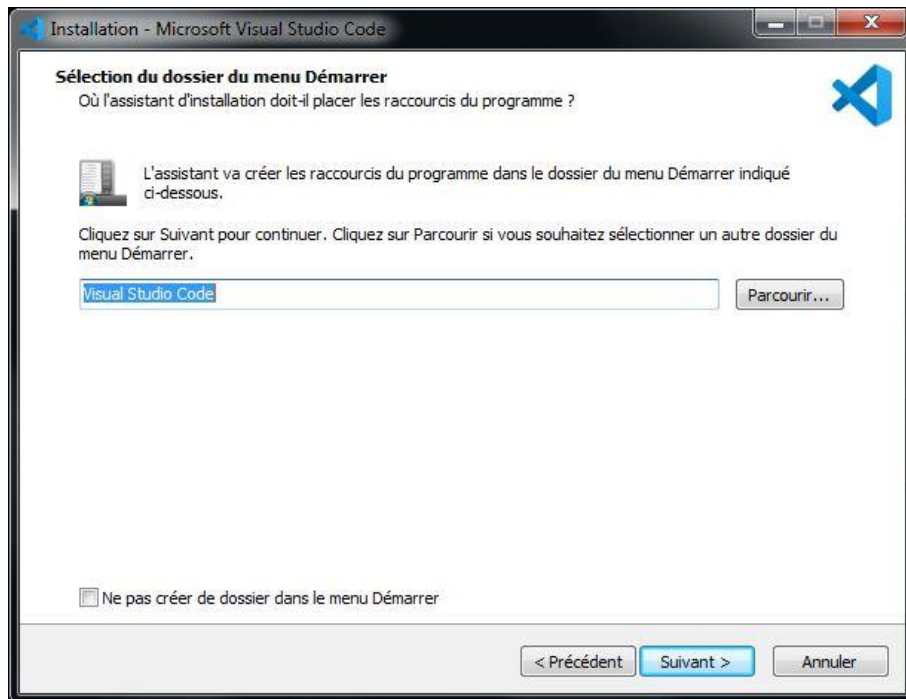 Installation - Microsoft Visual Studio Code
Sélection du dossier du menu Démarrer
Où l'assistant d'installation doit-il placer les raccourcis du programme ?
L'assistant va créer les raccourcis du programme dans le dossier du menu Démarrer indiqué
ci-dessous.
Cliquez sur Suivant pour continuer. Cliquez sur Parcourir si vous souhaitez sélectionner un autre dossier du
menu Démarrer.
Visual Studio Code
Parcourir...
Ne pas créer de dossier dans le menu Démarrer
< Précédent
Suivant >
Annuler